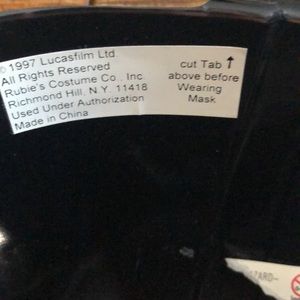 © 1997 Lucasfilm Ltd.
All Rights Reserved
Rubie's Costume Co., Inc
Richmond Hill, N.Y. 11418
Used Under Authorization
Made in China
cut Tab ↑
above before
Wearing
Mask